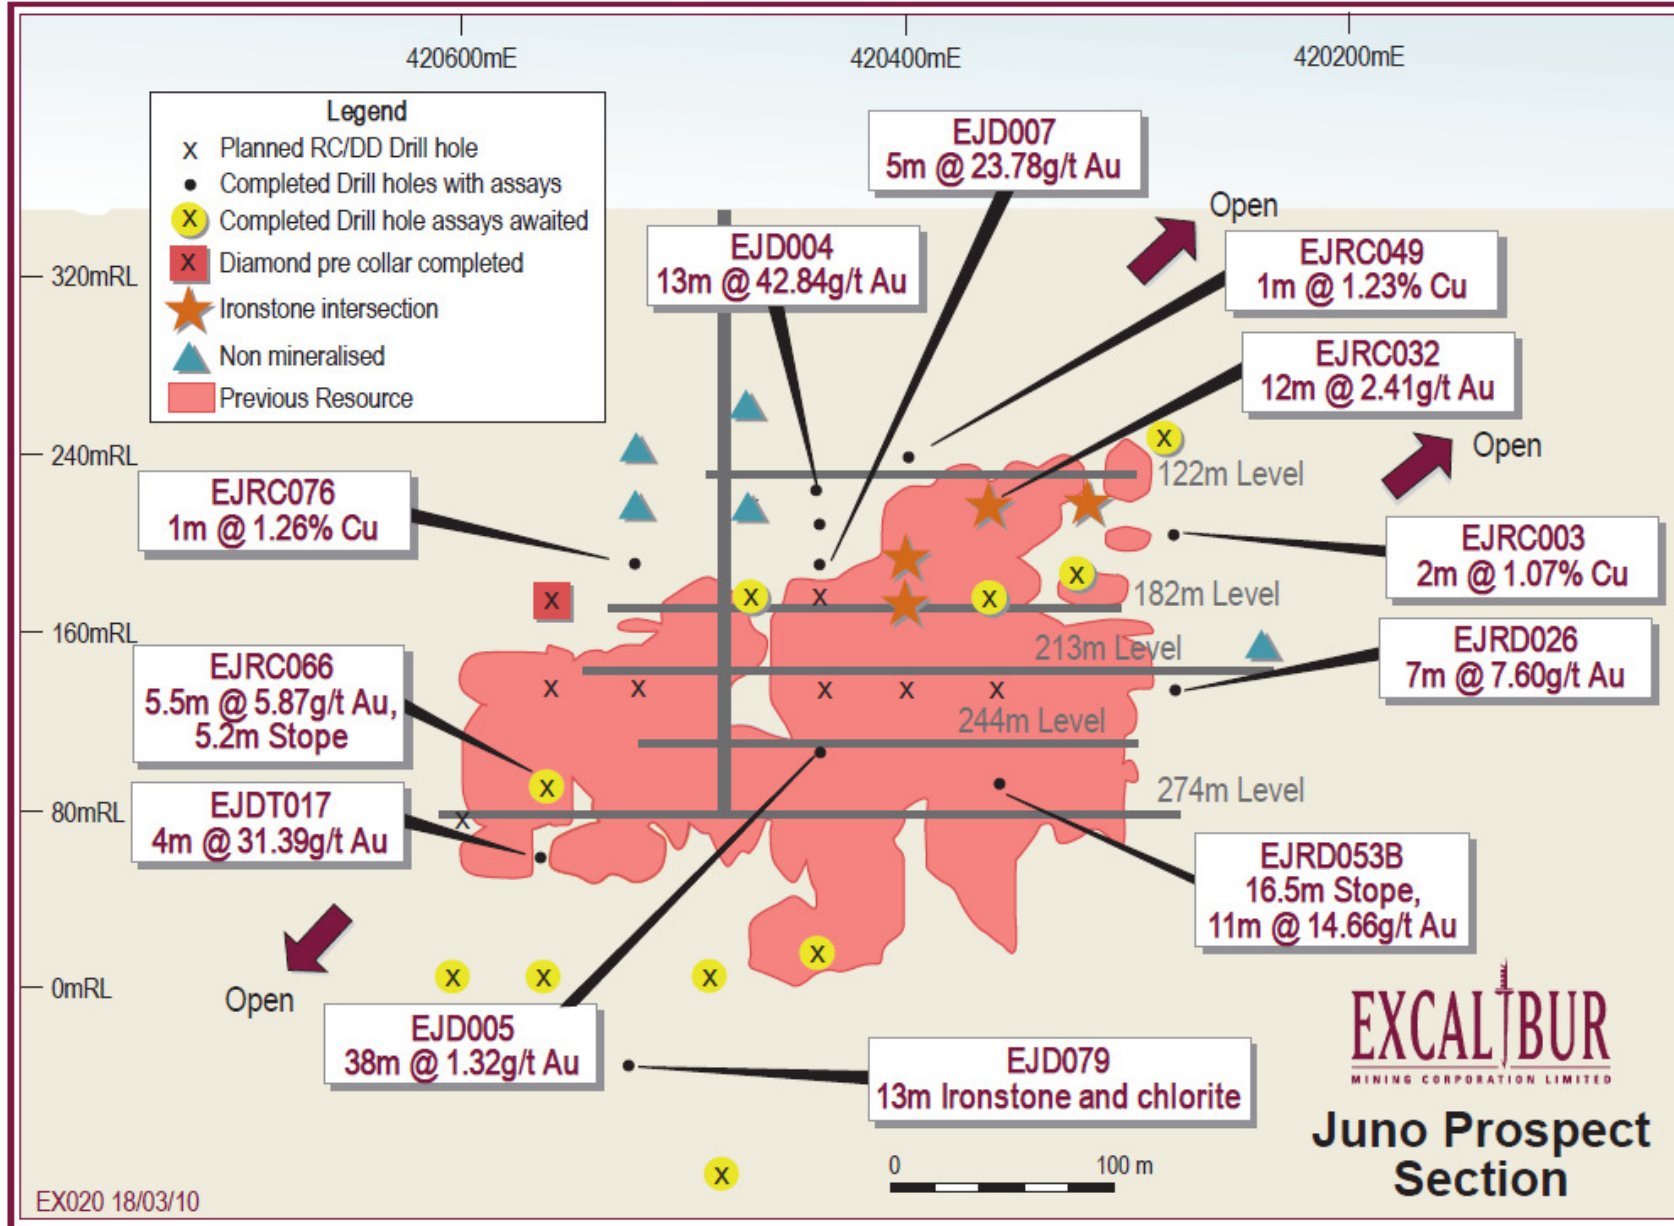 420600mE
420400mE
420200mE
Legend
x Planned RC/DD Drill hole
Completed Drill holes with assays
x Completed Drill hole assays awaited
x Diamond pre collar completed
Ironstone intersection
Non mineralised
Previous Resource
EJD007
5m @ 23.78g/t Au
Open
EJD004
13m @ 42.84g/t Au
EJRC049
1m @ 1.23% Cu
320mRL
EJRC032
12m @ 2.41g/t Au
Open
240mRL
122m Level
EJRC076
1m @ 1.26% Cu
EJRC003
2m @ 1.07% Cu
x
x
x
x
x
x
182m Level
160mRL
213m Level
EJRD026
7m @ 7.60g/t Au
EJRC066
5.5m @ 5.87g/t Au,
5.2m Stope
x
x
x
x
x
244m Level
x
274m Level
80mRL
x
EJDT017
4m @ 31.39g/t Au
EJRD053B
16.5m Stope,
11m @ 14.66g/t Au
0mRL
x
x
x
x
Open
EJD005
38m @ 1.32g/t Au
EJD079
13m Ironstone and chlorite
EXCALIBUR
MINING CORPORATION LIMITED
Juno Prospect
Section
0
100 m
x
EX020 18/03/10